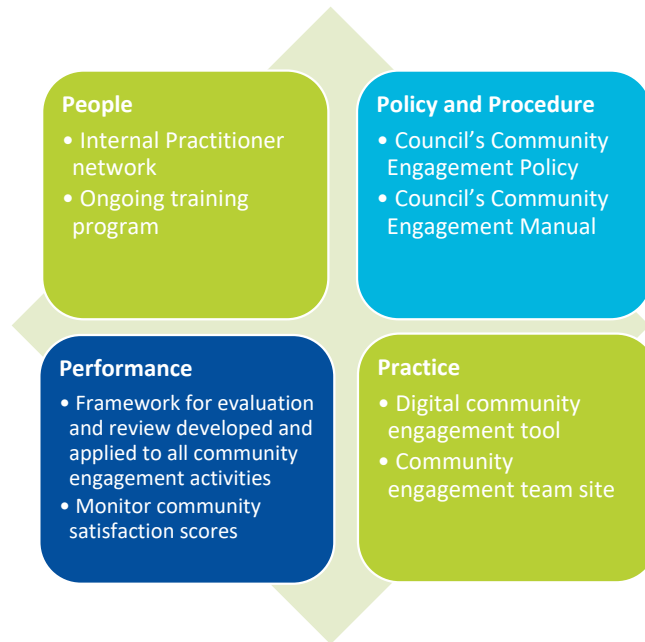 People
• Internal Practitioner
network
• Ongoing training
program
Policy and Procedure
• Council’s Community
Engagement Policy
• Council’s Community
Engagement Manual
Performance
• Framework for evaluation
and review developed and
applied to all community
engagement activities
• Monitor community
satisfaction scores
Practice
• Digital community
engagement tool
• Community
engagement team site